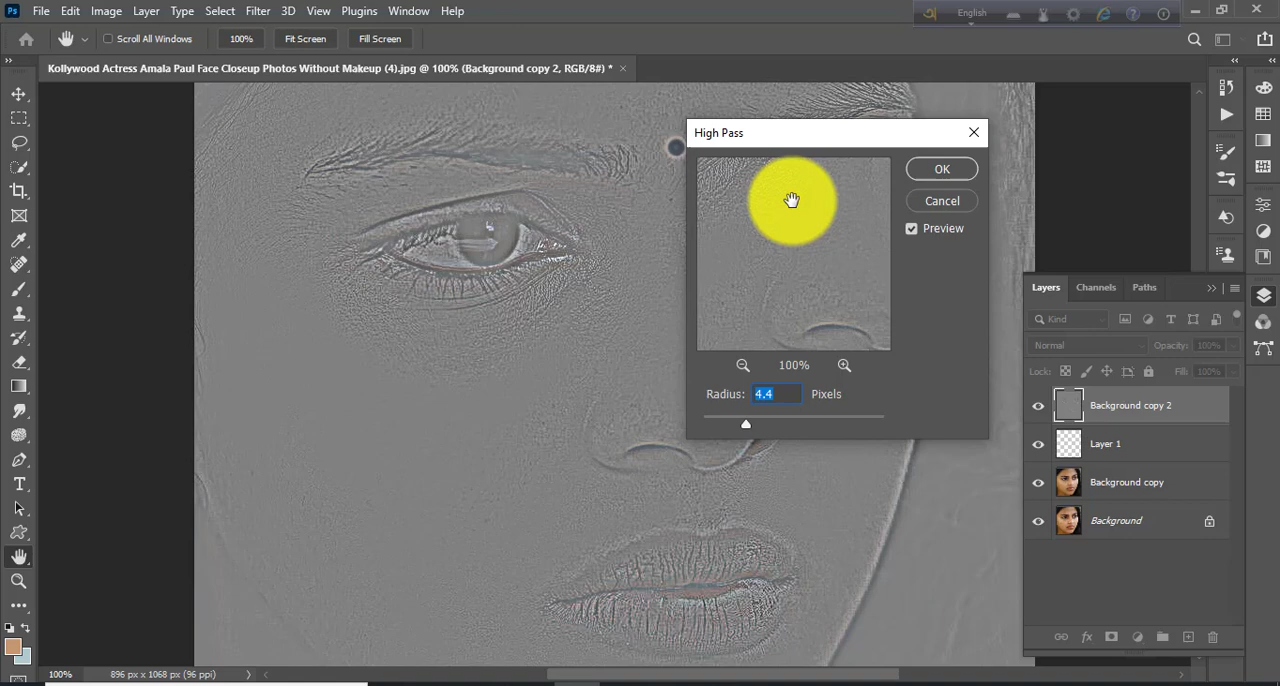 Ps File Edit Image Layer Type Select Filter 3D View Plugins Window Help
English
Scroll All Windows 100% Fit Screen Fill Screen
Kollywood Actress Amala Paul Face Closeup Photos Without Makeup (4).jpg @ 100% (Background copy 2, RGB/8#) *
High Pass
OK
Cancel
Preview
100%
Radius: 4.4 Pixels
Layers Channels Paths
Kind
Normal Opacity: 100%
Lock: Fill: 100%
Background copy 2
Layer 1
Background copy
Background
fx
100% 896 px x 1068 px (96 ppi)